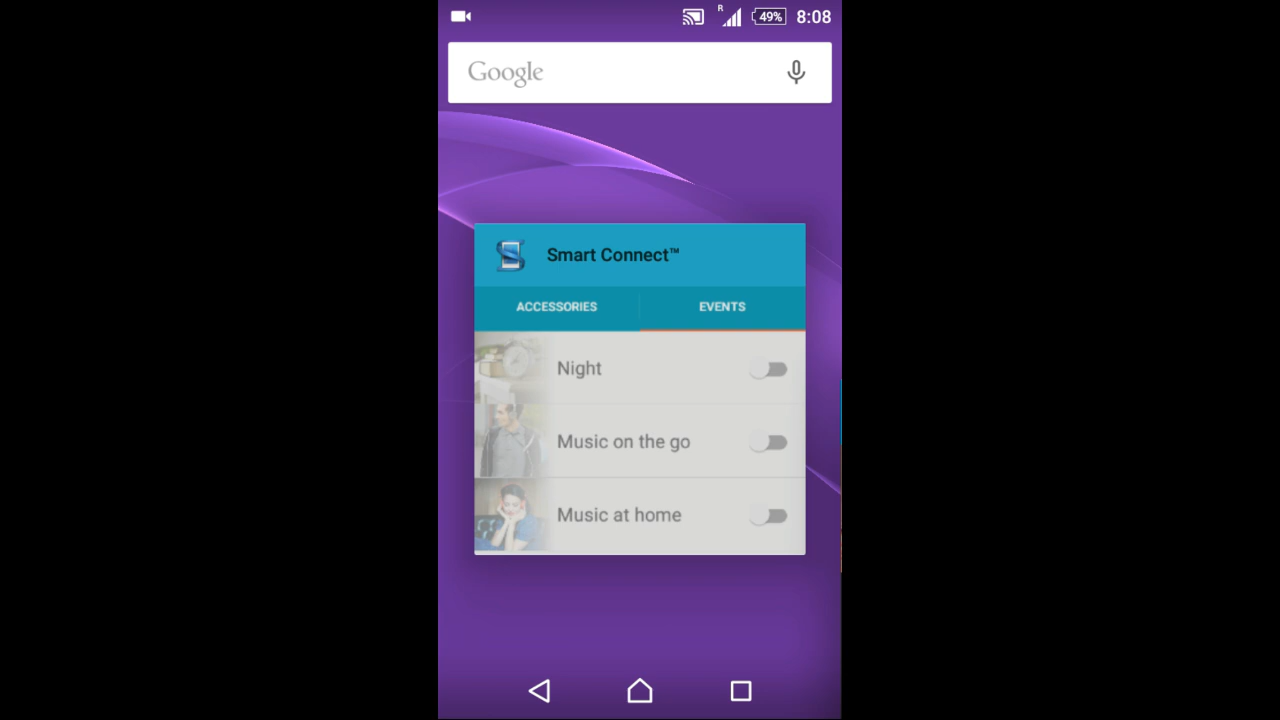 R
49%
8:08
Google
Smart Connect™
ACCESSORIES
EVENTS
Night
Music on the go
Music at home